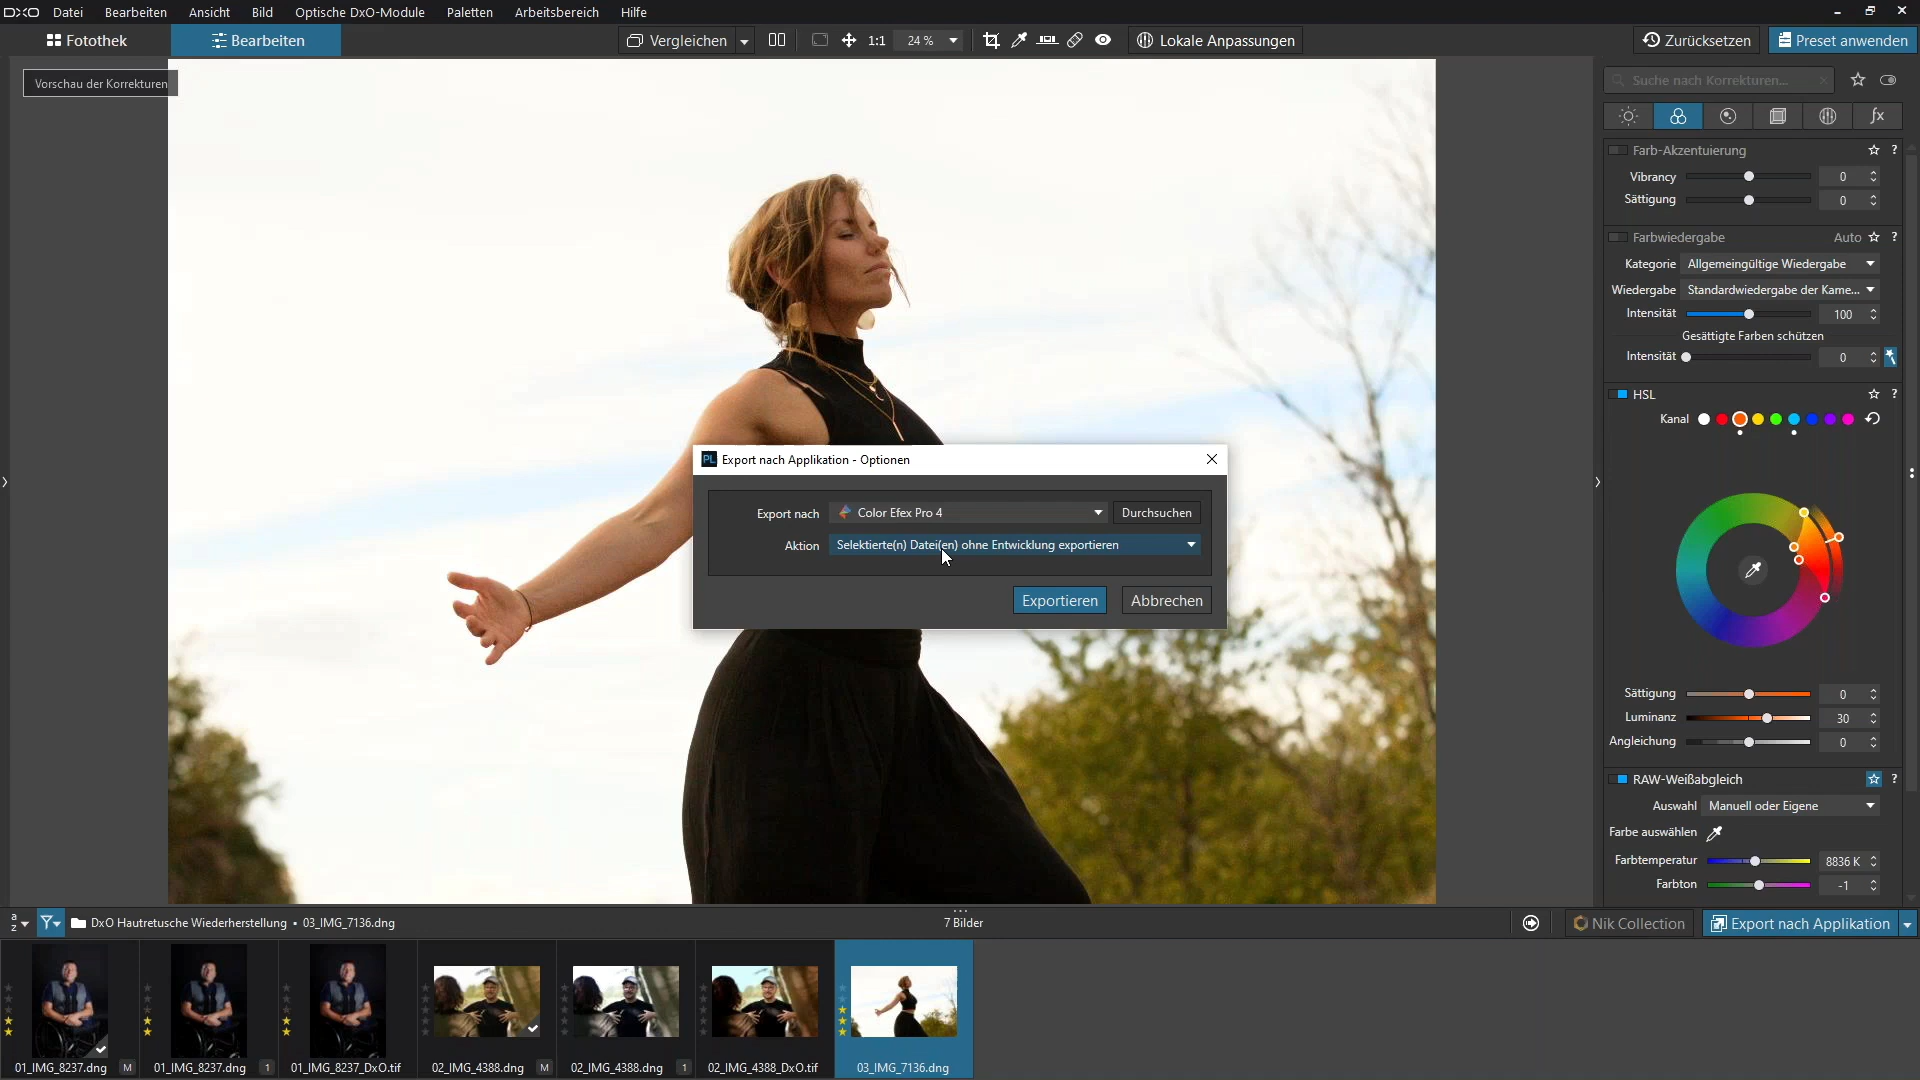 DXO Datei Bearbeiten Ansicht Bild Optische DxO-Module Paletten Arbeitsbereich Hilfe
Fotothek Bearbeiten Vergleichen 1:1 24 % Lokale Anpassungen Zurücksetzen Preset anwenden
Vorschau der Korrekturen
Suche nach Korrekturen...
fx
Farb-Akzentuierung ?
Vibrancy 0
Sättigung 0
Farbwiedergabe Auto ?
Kategorie Allgemeingültige Wiedergabe
Wiedergabe Standardwiedergabe der Kame...
Intensität 100
Gesättigte Farben schützen
Intensität 0
HSL ?
Kanal
PL Export nach Applikation - Optionen
Export nach Color Efex Pro 4 Durchsuchen
Aktion Selektierte(n) Datei(en) ohne Entwicklung exportieren
Exportieren Abbrechen
Sättigung 0
Luminanz 30
Angleichung 0
RAW-Weißabgleich ?
Auswahl Manuell oder Eigene
Farbe auswählen
Farbtemperatur 8836 K
Farbton -1
a z DxO Hautretusche Wiederherstellung • 03_IMG_7136.dng 7 Bilder Nik Collection Export nach Applikation
01_IMG_8237.dng M 01_IMG_8237.dng 1 01_IMG_8237_DxO.tif 02_IMG_4388.dng M 02_IMG_4388.dng 1 02_IMG_4388_DxO.tif 03_IMG_7136.dng